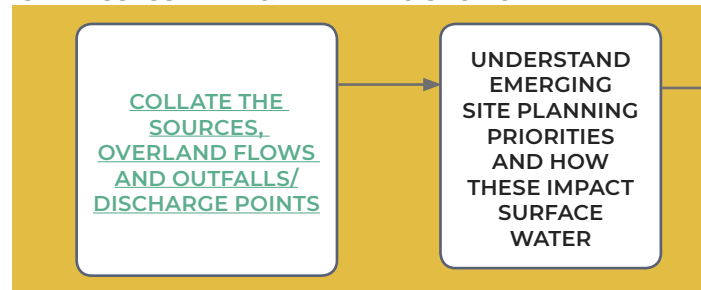 COLLATE THE
SOURCES,
OVERLAND FLOWS
AND OUTFALLS/
DISCHARGE POINTS
UNDERSTAND
EMERGING
SITE PLANNING
PRIORITIES
AND HOW
THESE IMPACT
SURFACE
WATER